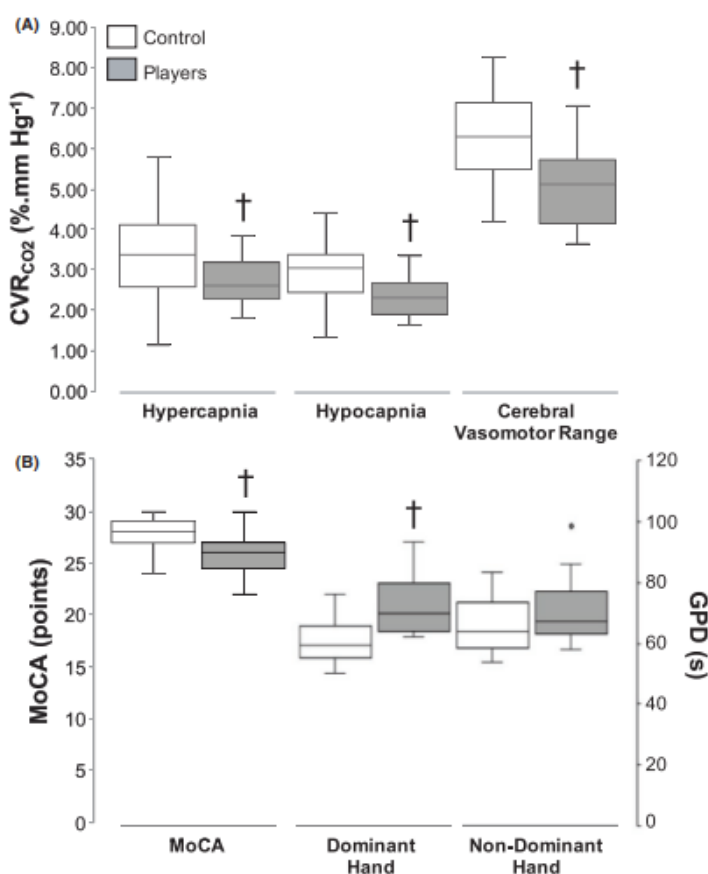 (A)
9.00
8.00
7.00
6.00
5.00
4.00
3.00
2.00
1.00
0.00
CVR_CO2 (%.mm Hg⁻¹)
Control
Players
†
†
†
Hypercapnia
Hypocapnia
Cerebral
Vasomotor Range
(B)
35
30
25
20
15
10
5
0
MoCA (points)
†
†
120
100
80
60
40
20
0
GPD (s)
MoCA
Dominant
Hand
Non-Dominant
Hand